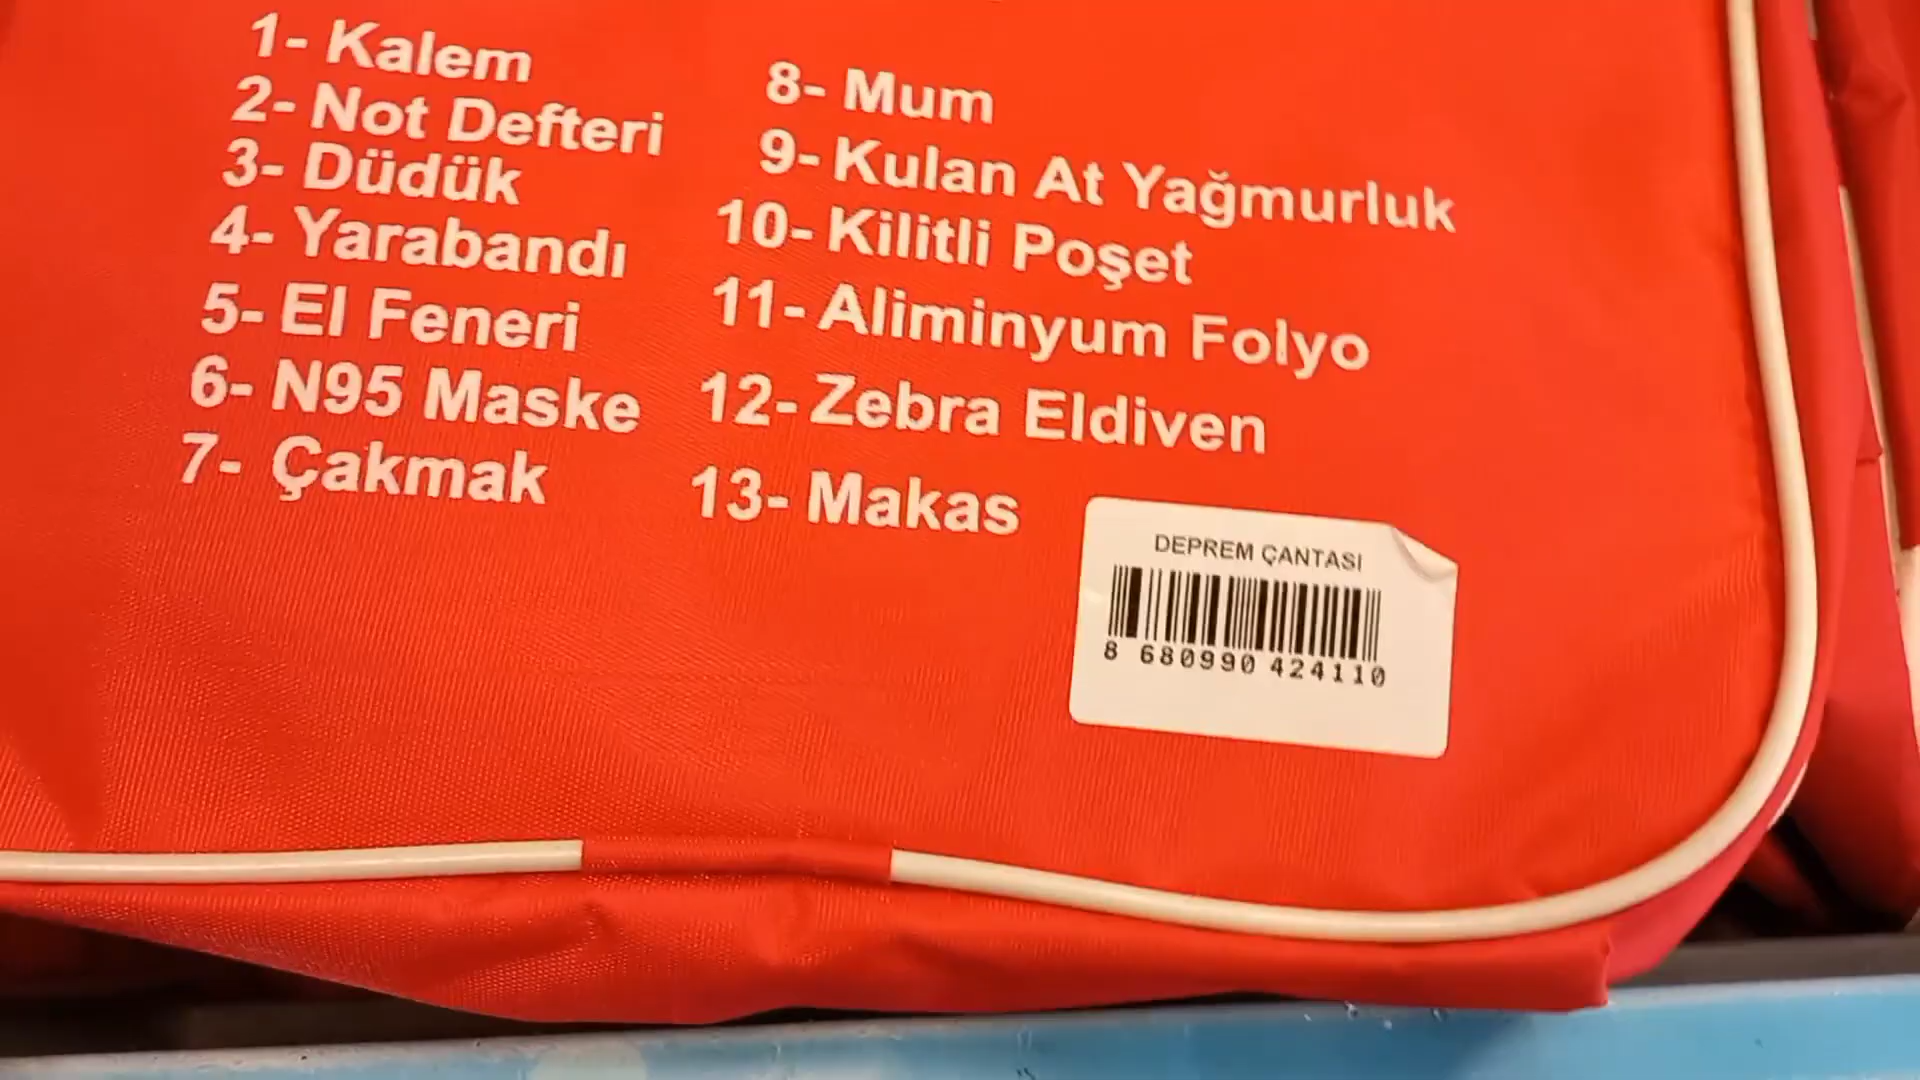 1- Kalem
2- Not Defteri
3- Düdük
4- Yarabandı
5- El Feneri
6- N95 Maske
7- Çakmak
8- Mum
9- Kulan At Yağmurluk
10- Kilitli Poşet
11- Aliminyum Folyo
12- Zebra Eldiven
13- Makas
DEPREM ÇANTASI
8 680990 424110